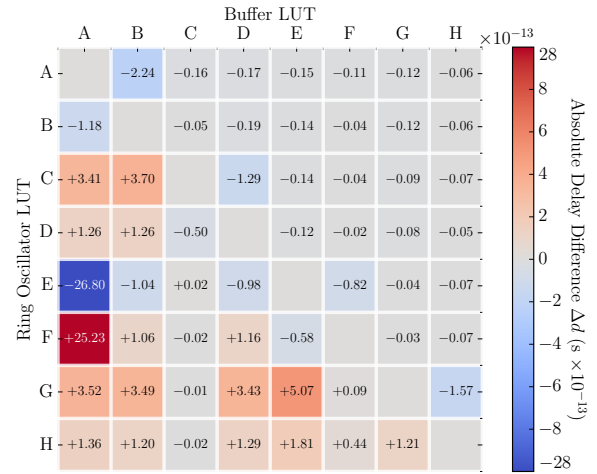 Buffer LUT
A B C D E F G H
×10−13
A −2.24 −0.16 −0.17 −0.15 −0.11 −0.12 −0.06
B −1.18 −0.05 −0.19 −0.14 −0.04 −0.12 −0.06
C +3.41 +3.70 −1.29 −0.14 −0.04 −0.09 −0.07
D +1.26 +1.26 −0.50 −0.12 −0.02 −0.08 −0.05
E −26.80 −1.04 +0.02 −0.98 −0.82 −0.04 −0.07
F +25.23 +1.06 −0.02 +1.16 −0.58 −0.03 −0.07
G +3.52 +3.49 −0.01 +3.43 +5.07 +0.09 −1.57
H +1.36 +1.20 −0.02 +1.29 +1.81 +0.44 +1.21
Ring Oscillator LUT
28
8
6
4
2
0
−2
−4
−6
−8
−28
Absolute Delay Difference Δd (s ×10−13)